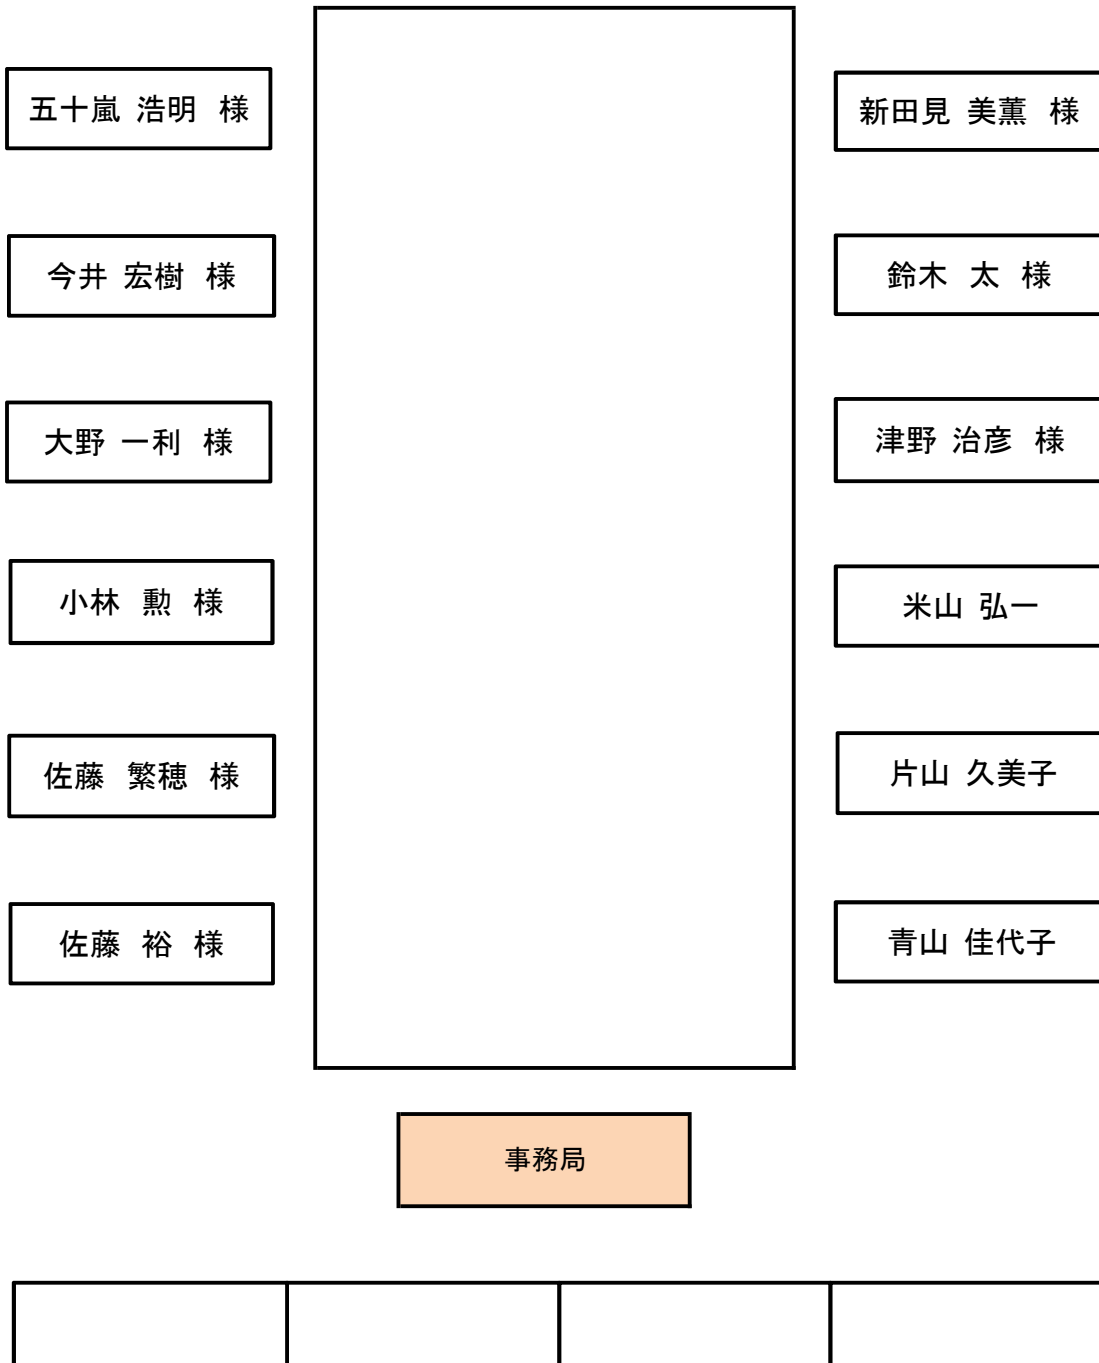 五十嵐 浩明 様
新田見 美薫 様
今井 宏樹 様
鈴木 太 様
大野 一利 様
津野 治彦 様
小林 勲 様
米山 弘一
佐藤 繁穂 様
片山 久美子
佐藤 裕 様
青山 佳代子
事務局